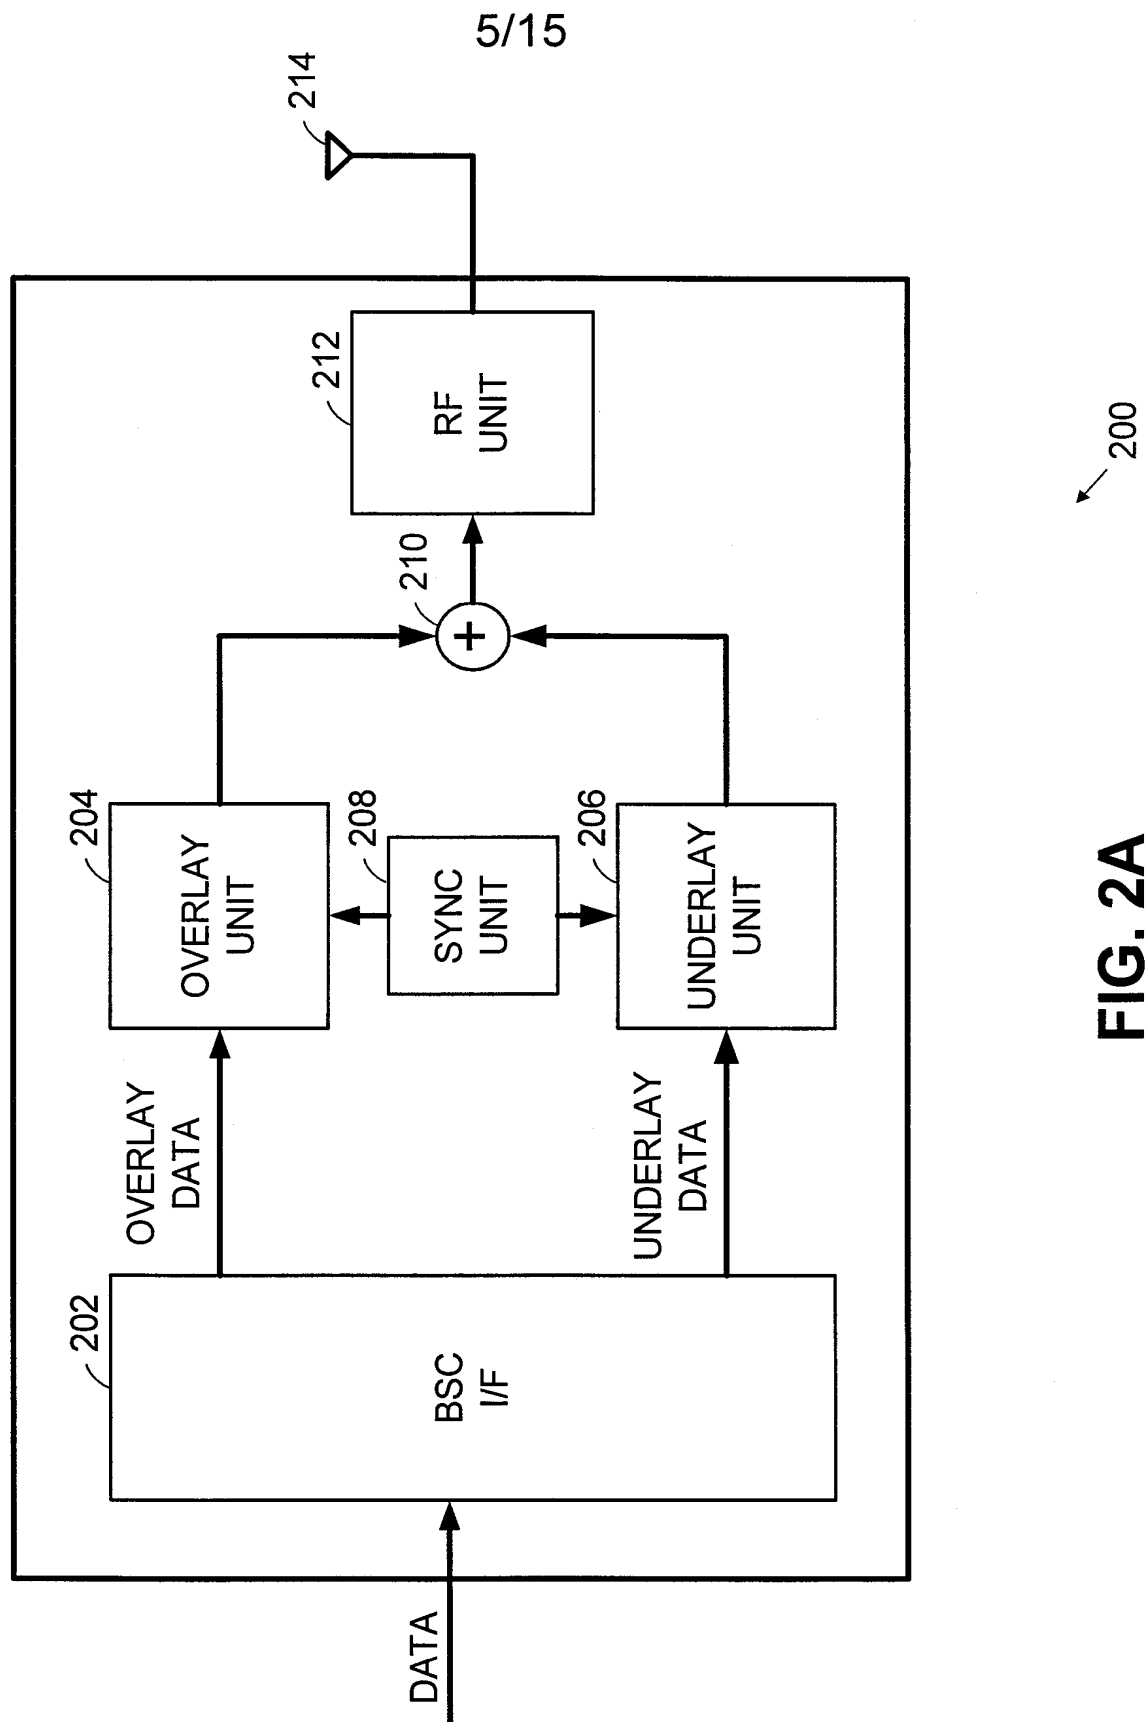 5/15
DATA
202
BSC
I/F
OVERLAY
DATA
UNDERLAY
DATA
204
OVERLAY
UNIT
208
SYNC
UNIT
206
UNDERLAY
UNIT
210
+
212
RF
UNIT
214
200
FIG. 2A